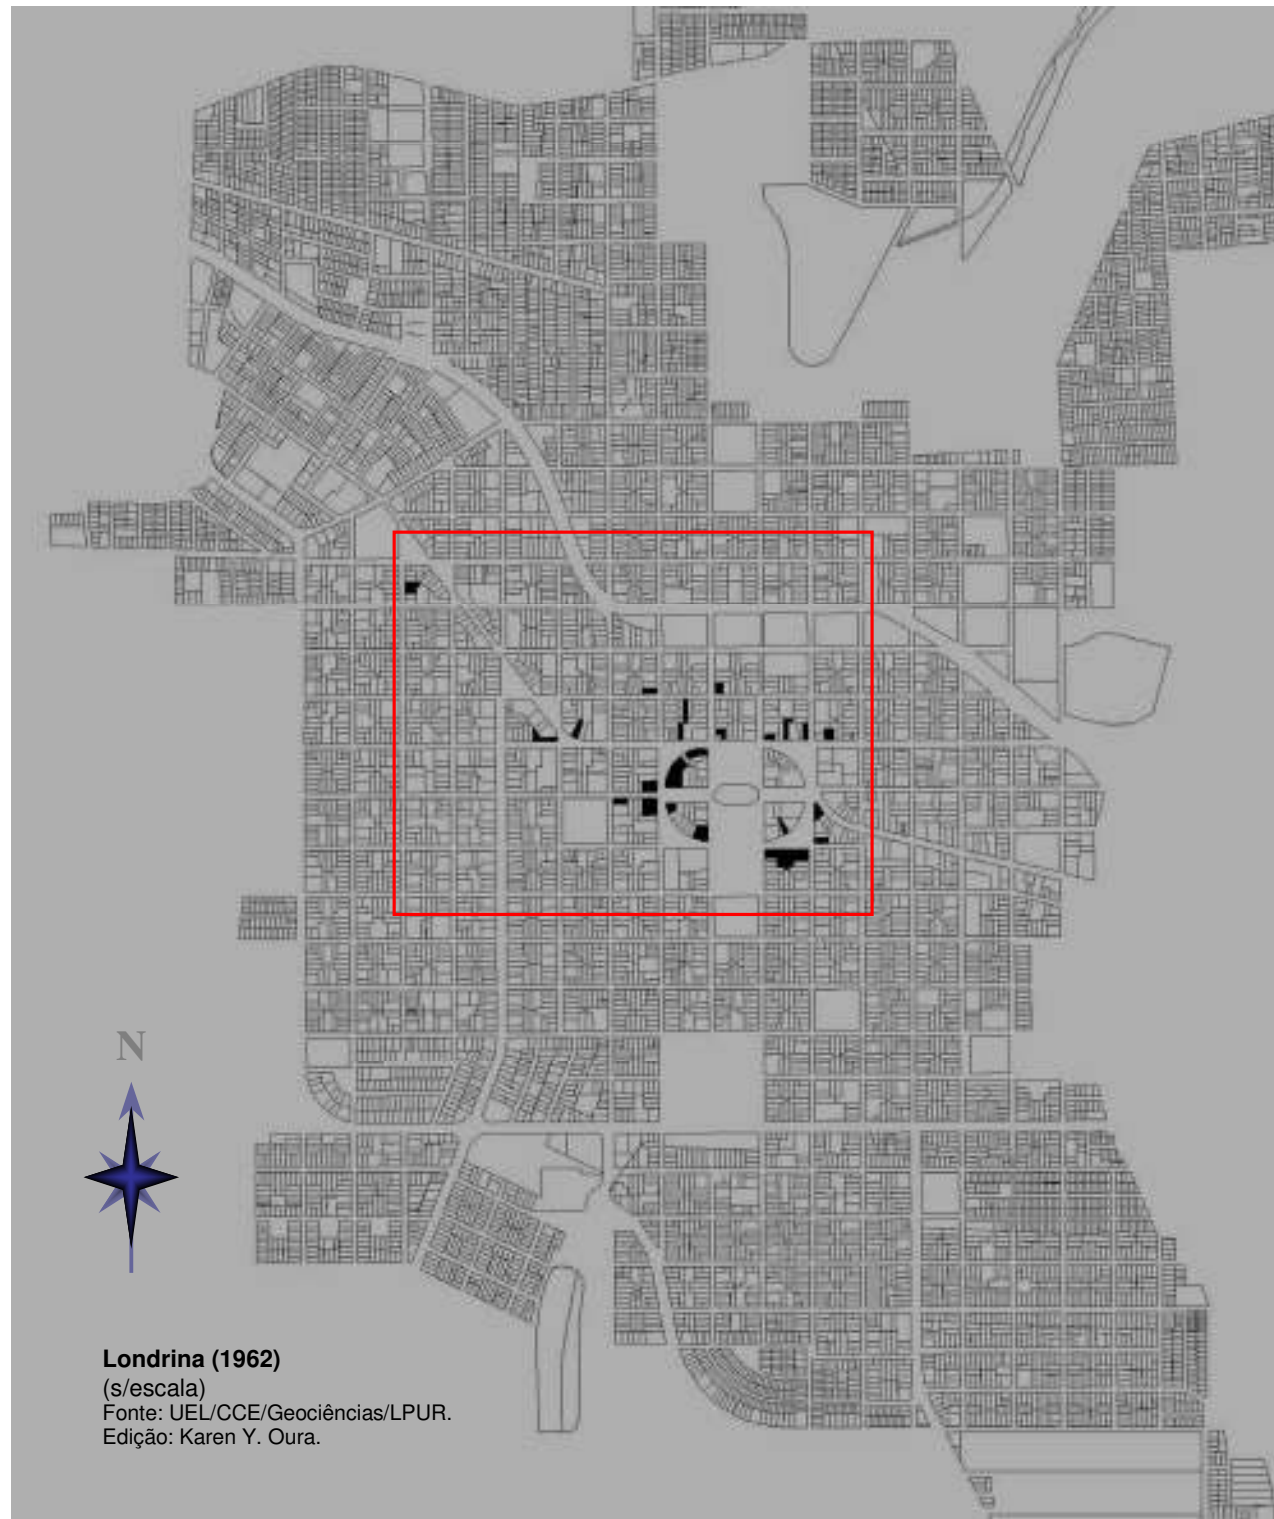 N
Londrina (1962)
(s/escala)
Fonte: UEL/CCE/Geociências/LPUR.
Edição: Karen Y. Oura.